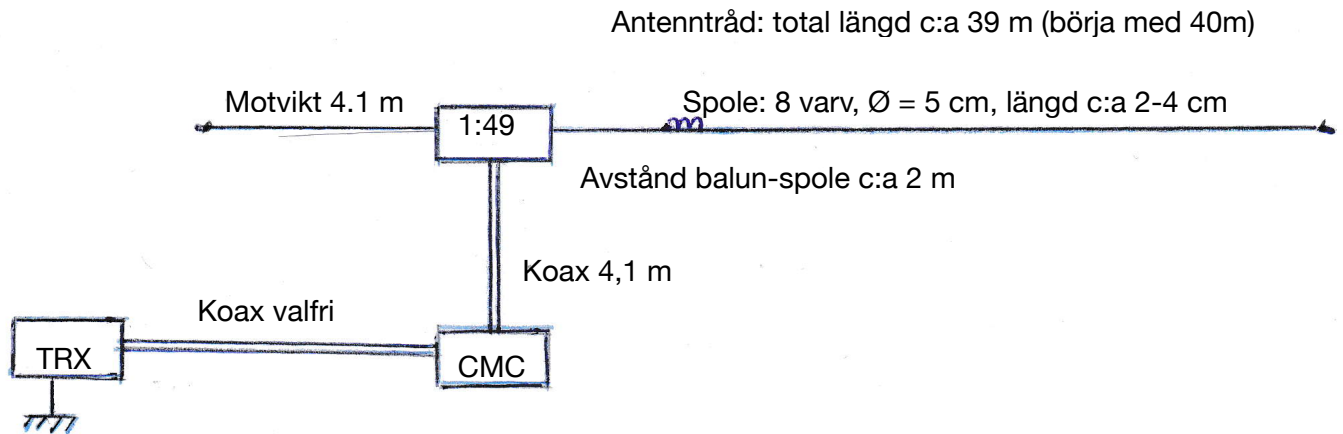 Antenntråd: total längd c:a 39 m (börja med 40m)
Motvikt 4.1 m
1:49
Spole: 8 varv, Ø = 5 cm, längd c:a 2-4 cm
Avstånd balun-spole c:a 2 m
Koax 4,1 m
Koax valfri
TRX
CMC